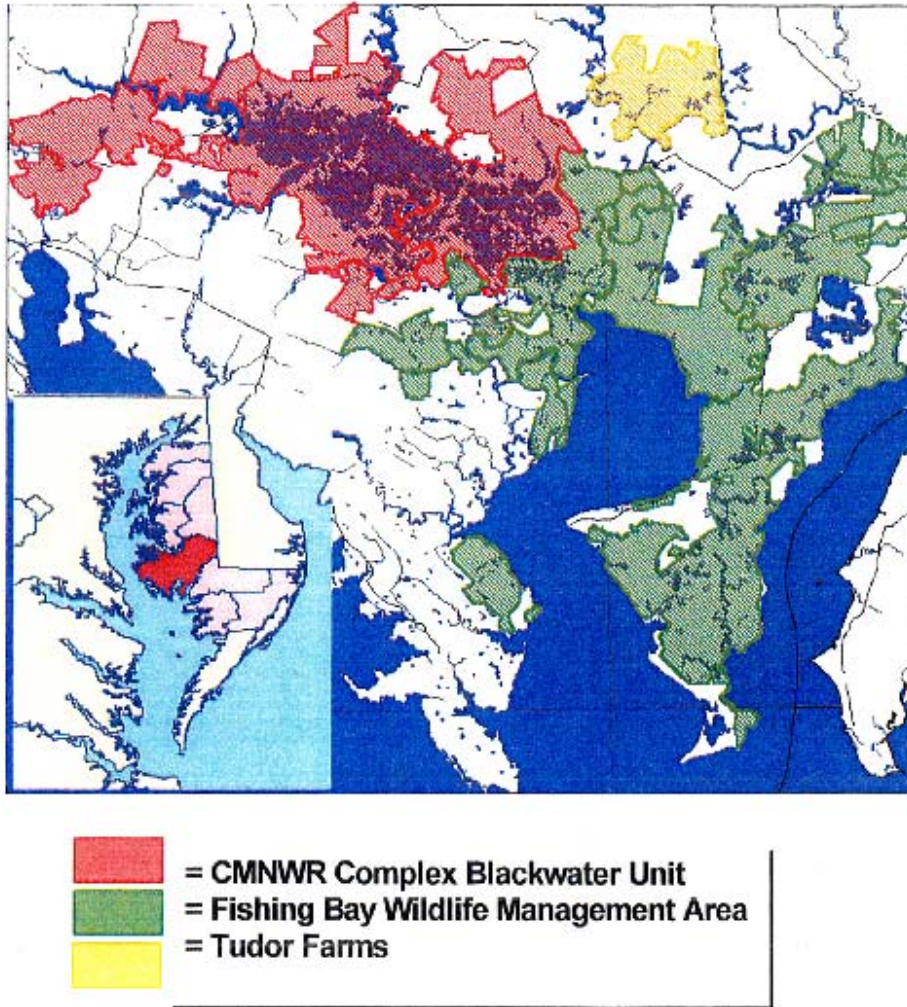 = CMNWR Complex Blackwater Unit
= Fishing Bay Wildlife Management Area
= Tudor Farms